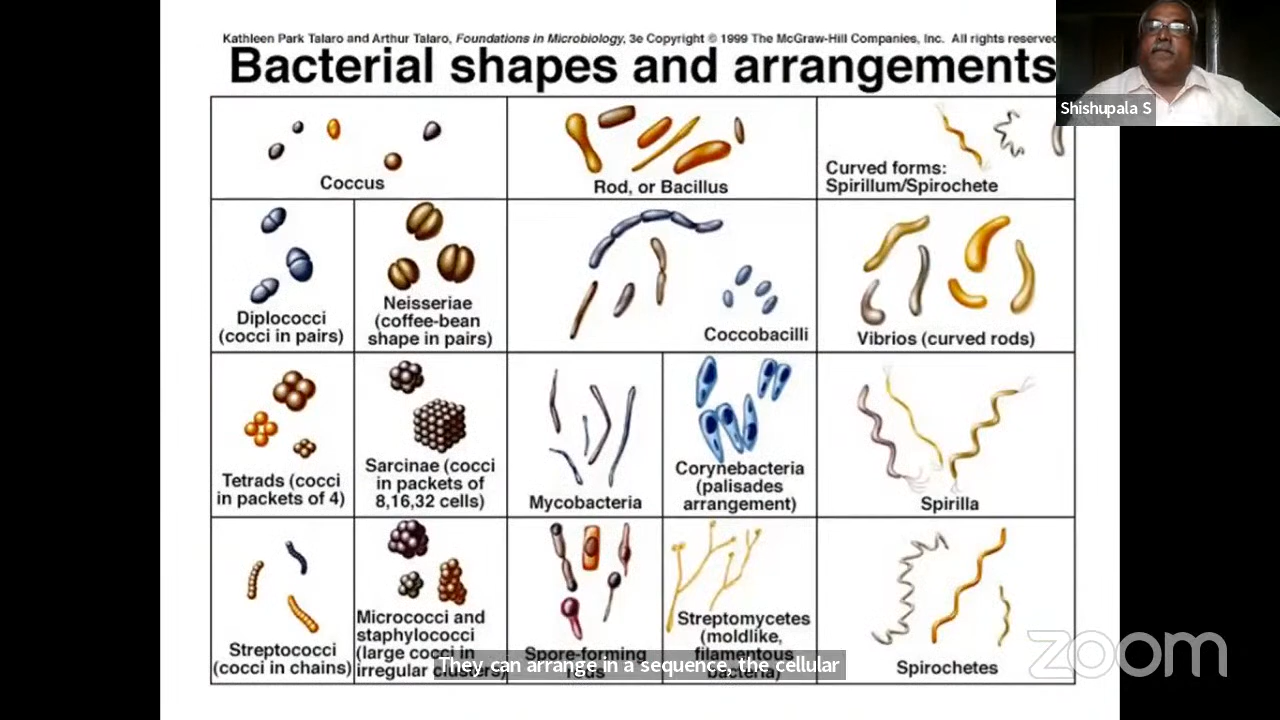 Kathleen Park Talaro and Arthur Talaro, Foundations in Microbiology, 3e Copyright © 1999 The McGraw-Hill Companies, Inc. All rights reserved
Bacterial shapes and arrangements
Shishupala S
Coccus
Rod, or Bacillus
Curved forms:
Spirillum/Spirochete
Diplococci
(cocci in pairs)
Neisseriae
(coffee-bean
shape in pairs)
Coccobacilli
Vibrios (curved rods)
Tetrads (cocci
in packets of 4)
Sarcinae (cocci
in packets of
8,16,32 cells)
Mycobacteria
Corynebacteria
(palisades
arrangement)
Spirilla
Streptococci
(cocci in chains)
Micrococci and
staphylococci
(large cocci in
irregular clusters)
Spore-forming
rods
Streptomycetes
(moldlike,
filamentous
bacteria)
Spirochetes
They can arrange in a sequence, the cellular
zoom